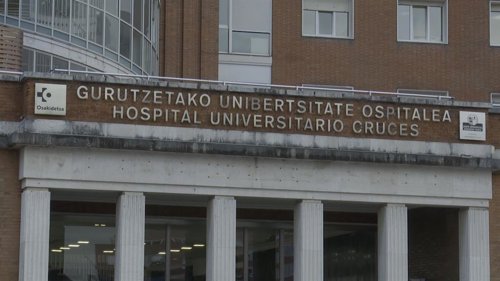 Osakidetza
GURUTZETAKO UNIBERTSITATE OSPITALEA
HOSPITAL UNIVERSITARIO CRUCES